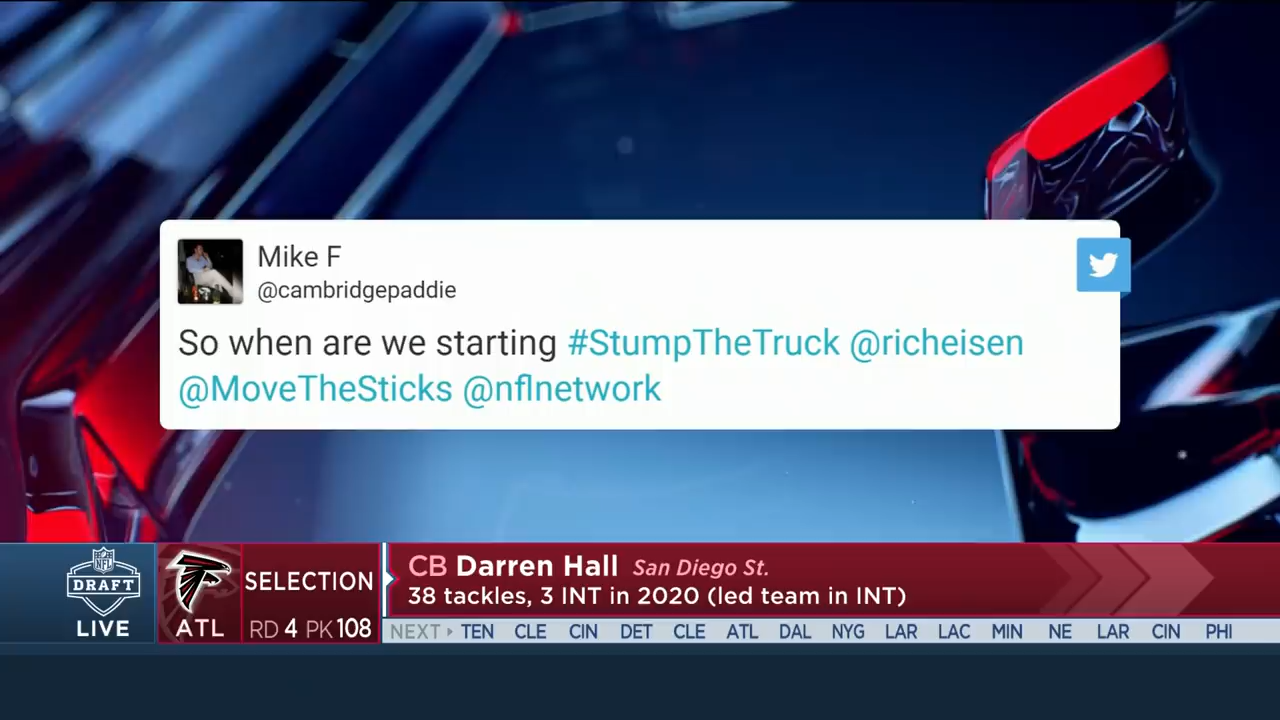 Mike F
@cambridgepaddie
So when are we starting #StumpTheTruck @richeisen
@MoveTheSticks @nflnetwork
NFL
DRAFT
LIVE
ATL
SELECTION
RD 4 PK 108
CB Darren Hall San Diego St.
38 tackles, 3 INT in 2020 (led team in INT)
NEXT TEN CLE CIN DET CLE ATL DAL NYG LAR LAC MIN NE LAR CIN PHI